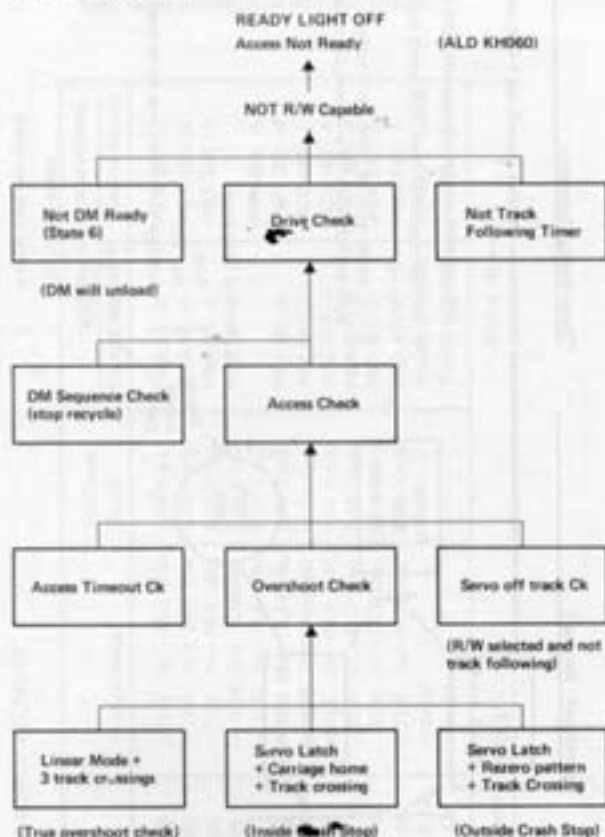 READY LIGHT OFF
Access Not Ready (ALD KH060)
NOT R/W Capable
Not DM Ready
(State 6)
Drive Check
Not Track
Following Timer
(DM will unload)
DM Sequence Check
(stop recycle)
Access Check
Access Timeout Ck
Overshoot Check
Servo off track Ck
(R/W selected and not
track following)
Linear Mode +
3 track crossings
Servo Latch
+ Carriage home
+ Track crossing
Servo Latch
+ Rezero pattern
+ Track Crossing
(True overshoot check)
(Inside Stop)
(Outside Crash Stop)